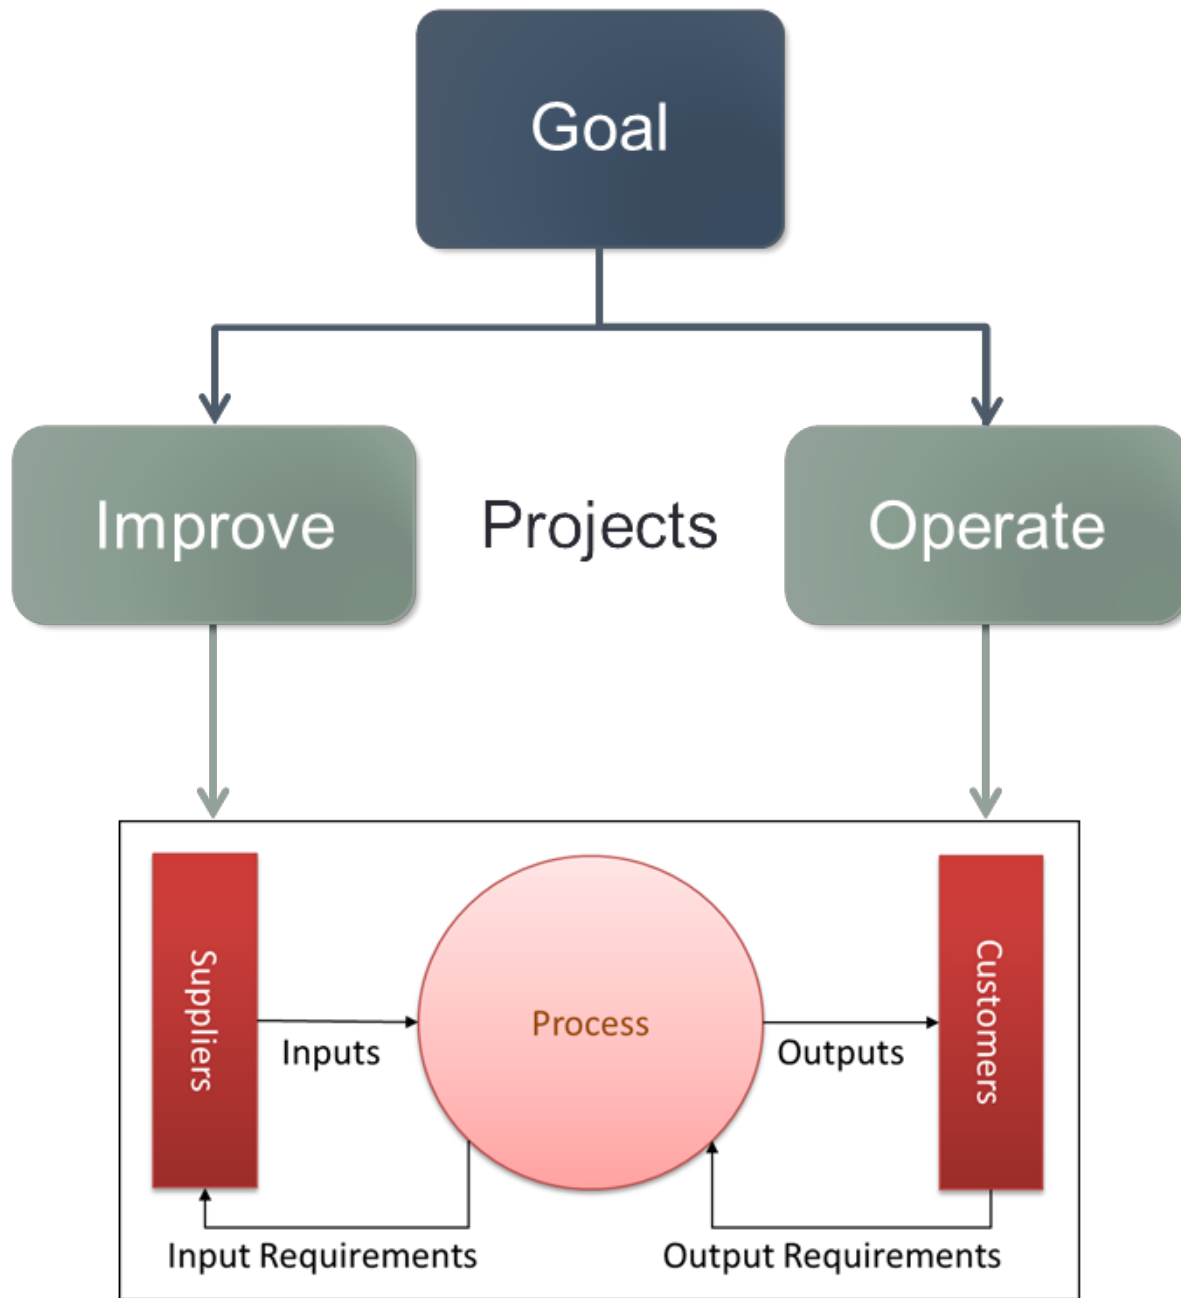 Goal
Improve
Projects
Operate
Suppliers
Inputs
Process
Outputs
Customers
Input Requirements
Output Requirements